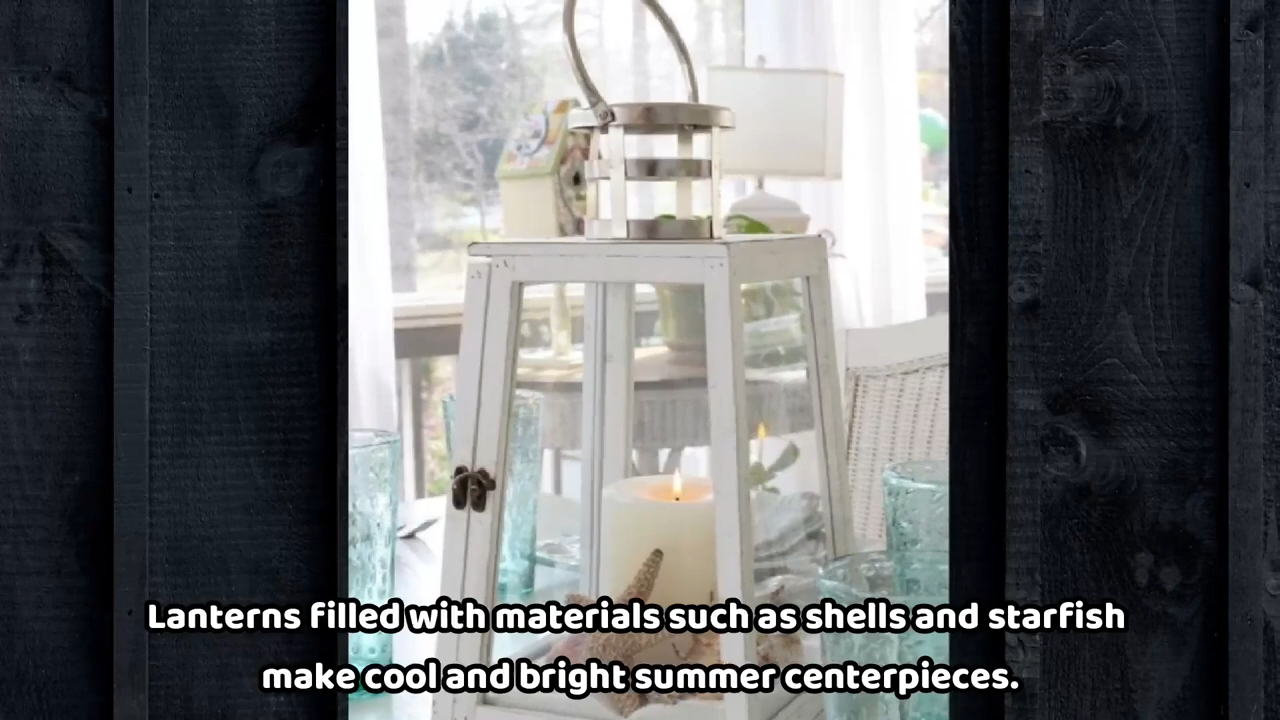 Lanterns filled with materials such as shells and starfish
make cool and bright summer centerpieces.